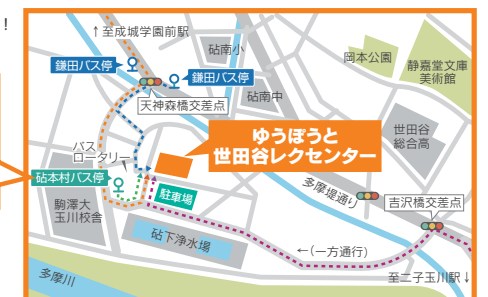 ！
↑至成城学園前駅
砧南小
岡本公園
静嘉堂文庫
美術館
鎌田バス停
鎌田バス停
砧南中
天神森橋交差点
ゆうぽうと
世田谷レクセンター
世田谷
総合高
バス
ロータリー
砧本村バス停
駐車場
多摩堤通り
吉沢橋交差点
駒澤大
玉川校舎
砧下浄水場
←(一方通行)
多摩川
至二子玉川駅↓